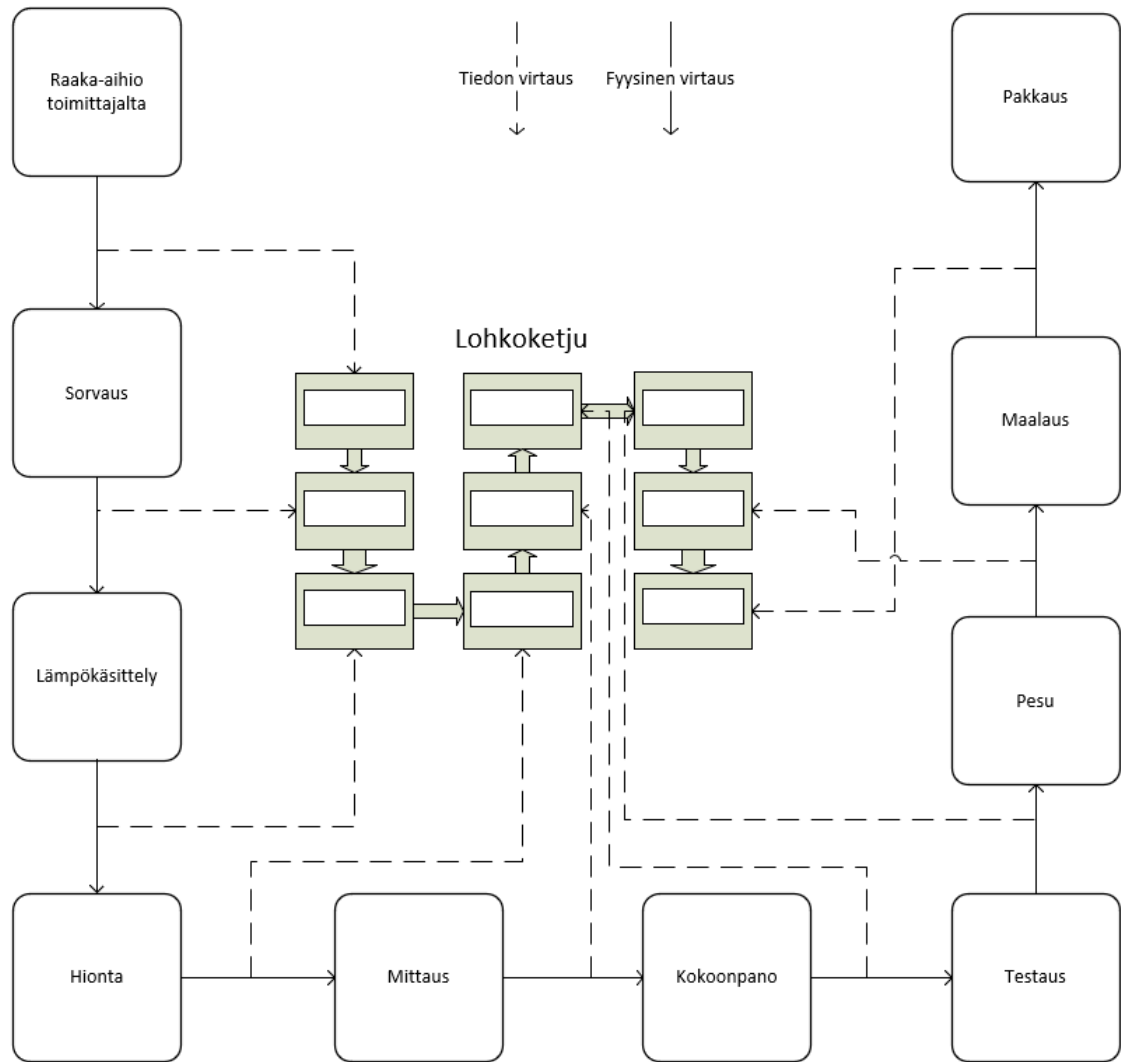 Raaka-aihio
toimittajalta
Tiedon virtaus
Fyysinen virtaus
Pakkaus
Sorvaus
Lohkoketju
Maalaus
Lämpökäsittely
Pesu
Hionta
Mittaus
Kokoonpano
Testaus